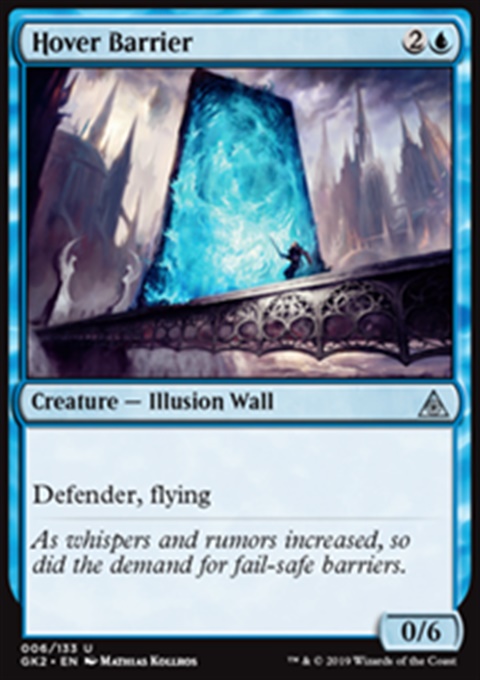 Hover Barrier 2
Creature — Illusion Wall
Defender, flying
As whispers and rumors increased, so
did the demand for fail-safe barriers.
0/6
006/133 U
GK2 • EN Mathias Kollros
™ & © 2019 Wizards of the Coast